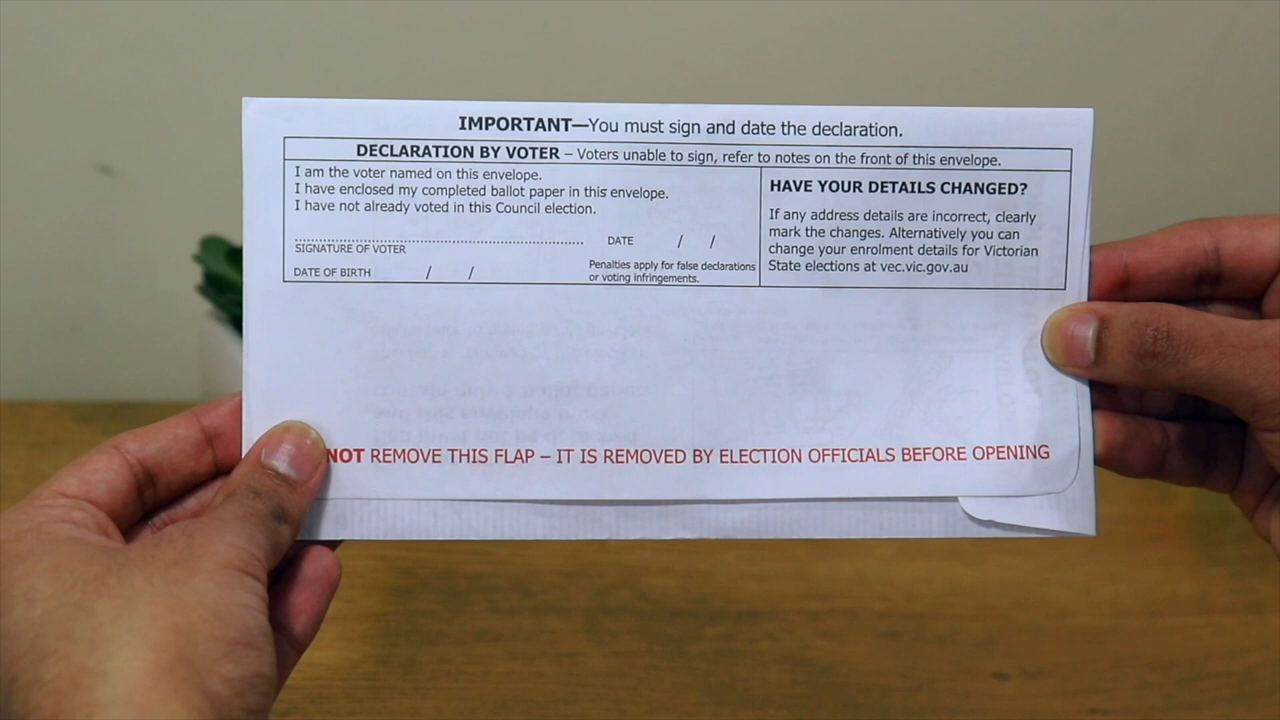 IMPORTANT—You must sign and date the declaration.
DECLARATION BY VOTER – Voters unable to sign, refer to notes on the front of this envelope.
I am the voter named on this envelope.
I have enclosed my completed ballot paper in this envelope.
I have not already voted in this Council election.
SIGNATURE OF VOTER
DATE / /
DATE OF BIRTH / /
Penalties apply for false declarations
or voting infringements.
HAVE YOUR DETAILS CHANGED?
If any address details are incorrect, clearly
mark the changes. Alternatively you can
change your enrolment details for Victorian
State elections at vec.vic.gov.au
NOT REMOVE THIS FLAP – IT IS REMOVED BY ELECTION OFFICIALS BEFORE OPENING